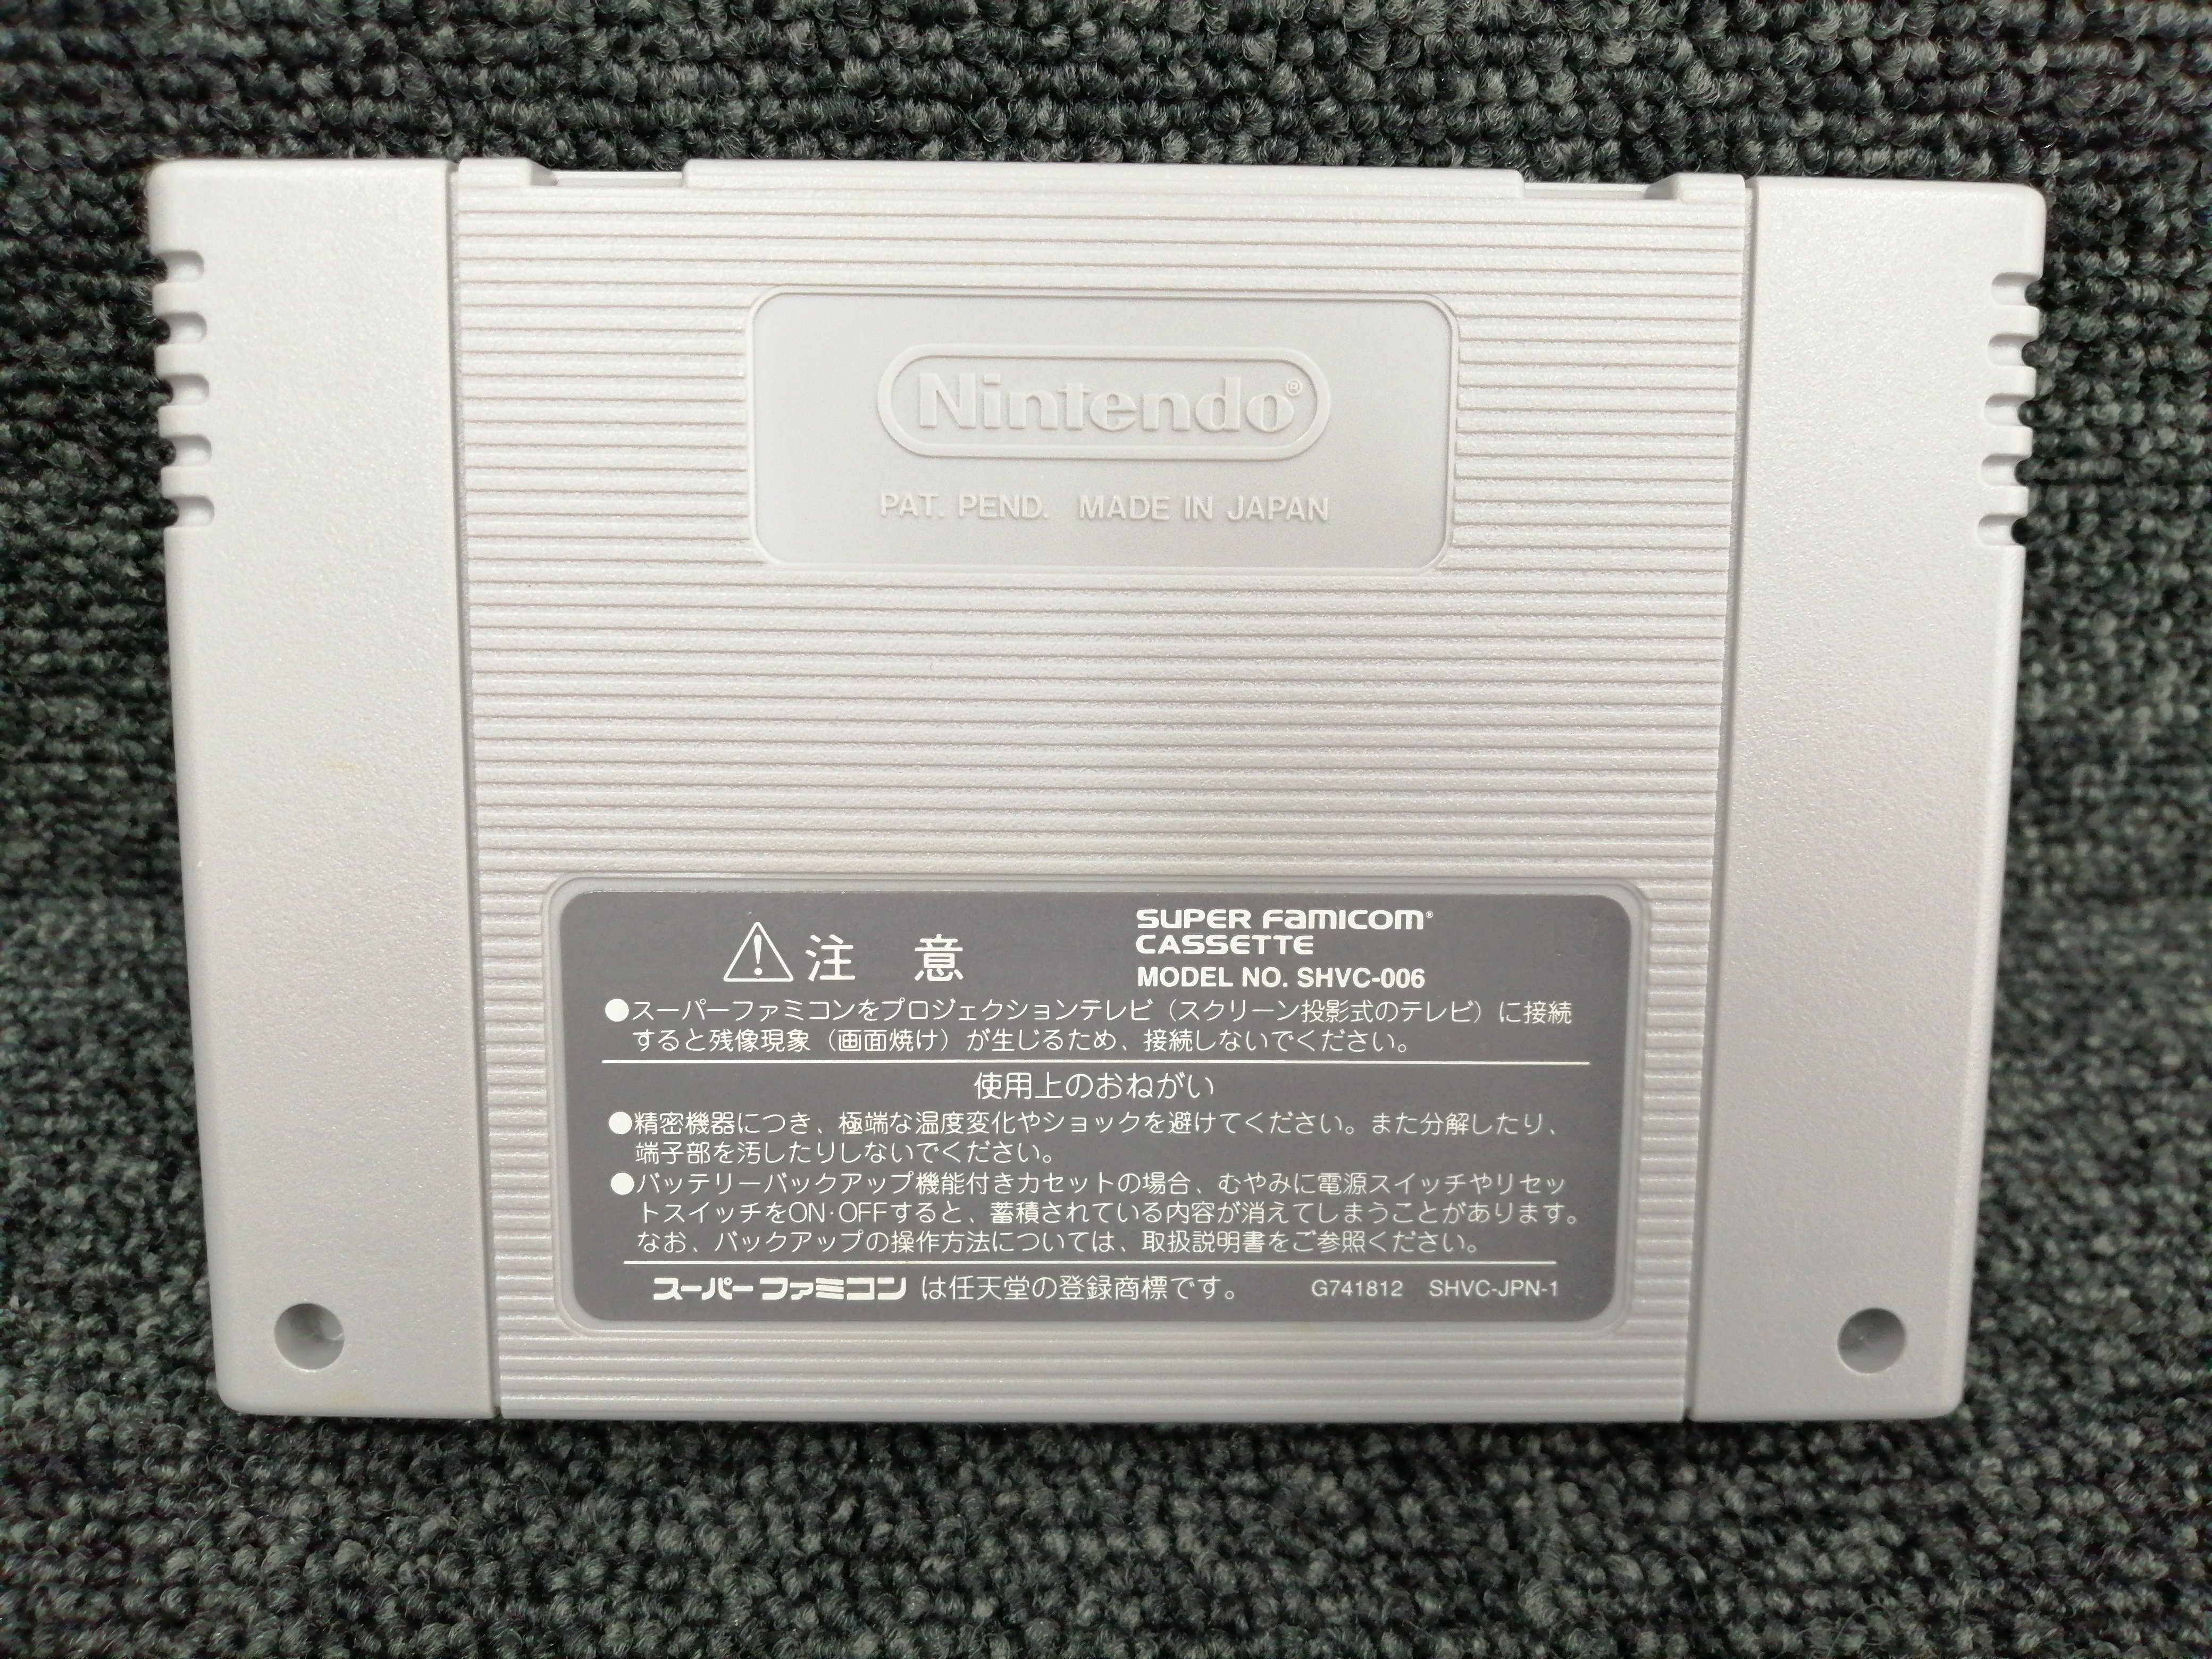 Nintendo®
PAT. PEND. MADE IN JAPAN
注 意
SUPER FAMICOM®
CASSETTE
MODEL NO. SHVC-006
●スーパーファミコンをプロジェクションテレビ（スクリーン投影式のテレビ）に接続
すると残像現象（画面焼け）が生じるため、接続しないでください。
使用上のおねがい
●精密機器につき、極端な温度変化やショックを避けてください。また分解したり、
端子部を汚したりしないでください。
●バッテリーバックアップ機能付きカセットの場合、むやみに電源スイッチやリセッ
トスイッチをON·OFFすると、蓄積されている内容が消えてしまうことがあります。
なお、バックアップの操作方法については、取扱説明書をご参照ください。
スーパーファミコン は任天堂の登録商標です。 G741812 SHVC-JPN-1